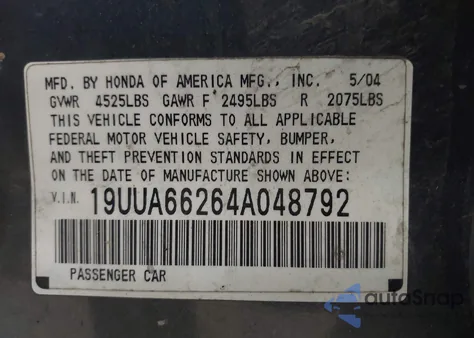 MFD. BY HONDA OF AMERICA MFG., INC. 5/04
GVWR 4525LBS GAWR F 2495LBS R 2075LBS
THIS VEHICLE CONFORMS TO ALL APPLICABLE
FEDERAL MOTOR VEHICLE SAFETY, BUMPER,
AND THEFT PREVENTION STANDARDS IN EFFECT
ON THE DATE OF MANUFACTURE SHOWN ABOVE:
V.I.N. 19UUA66264A048792
PASSENGER CAR
autoSnap